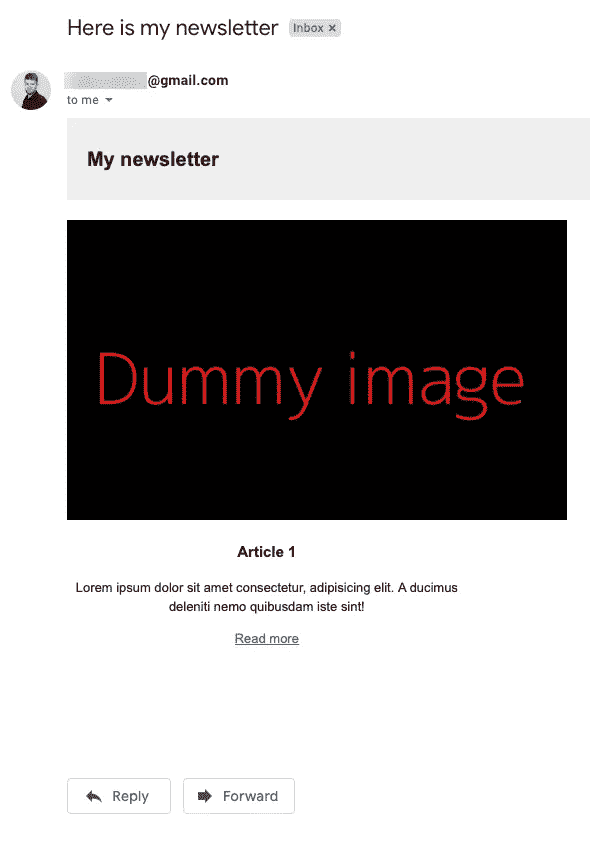 Here is my newsletter Inbox ×
@gmail.com
to me
My newsletter
Dummy image
Article 1
Lorem ipsum dolor sit amet consectetur, adipisicing elit. A ducimus
deleniti nemo quibusdam iste sint!
Read more
Reply Forward